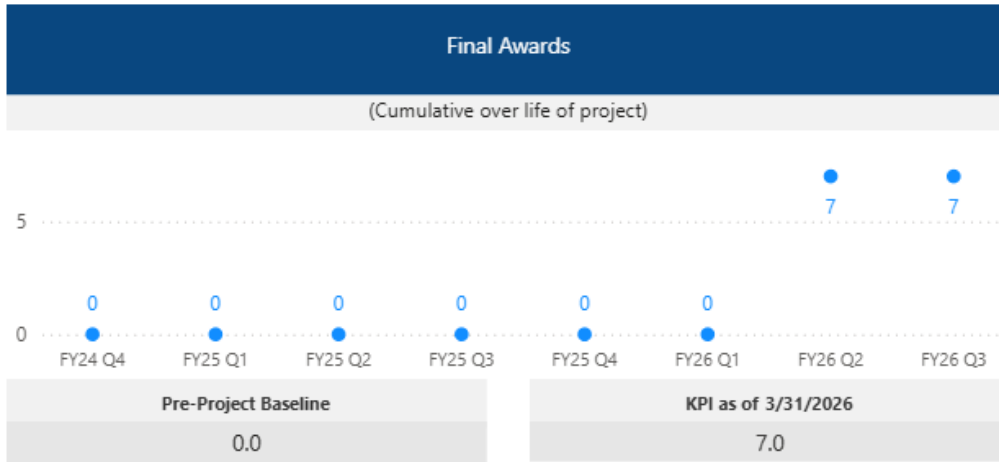 Final Awards
(Cumulative over life of project)
7 7
5
0 0 0 0 0 0
0
FY24 Q4 FY25 Q1 FY25 Q2 FY25 Q3 FY25 Q4 FY26 Q1 FY26 Q2 FY26 Q3
Pre-Project Baseline KPI as of 3/31/2026
0.0 7.0